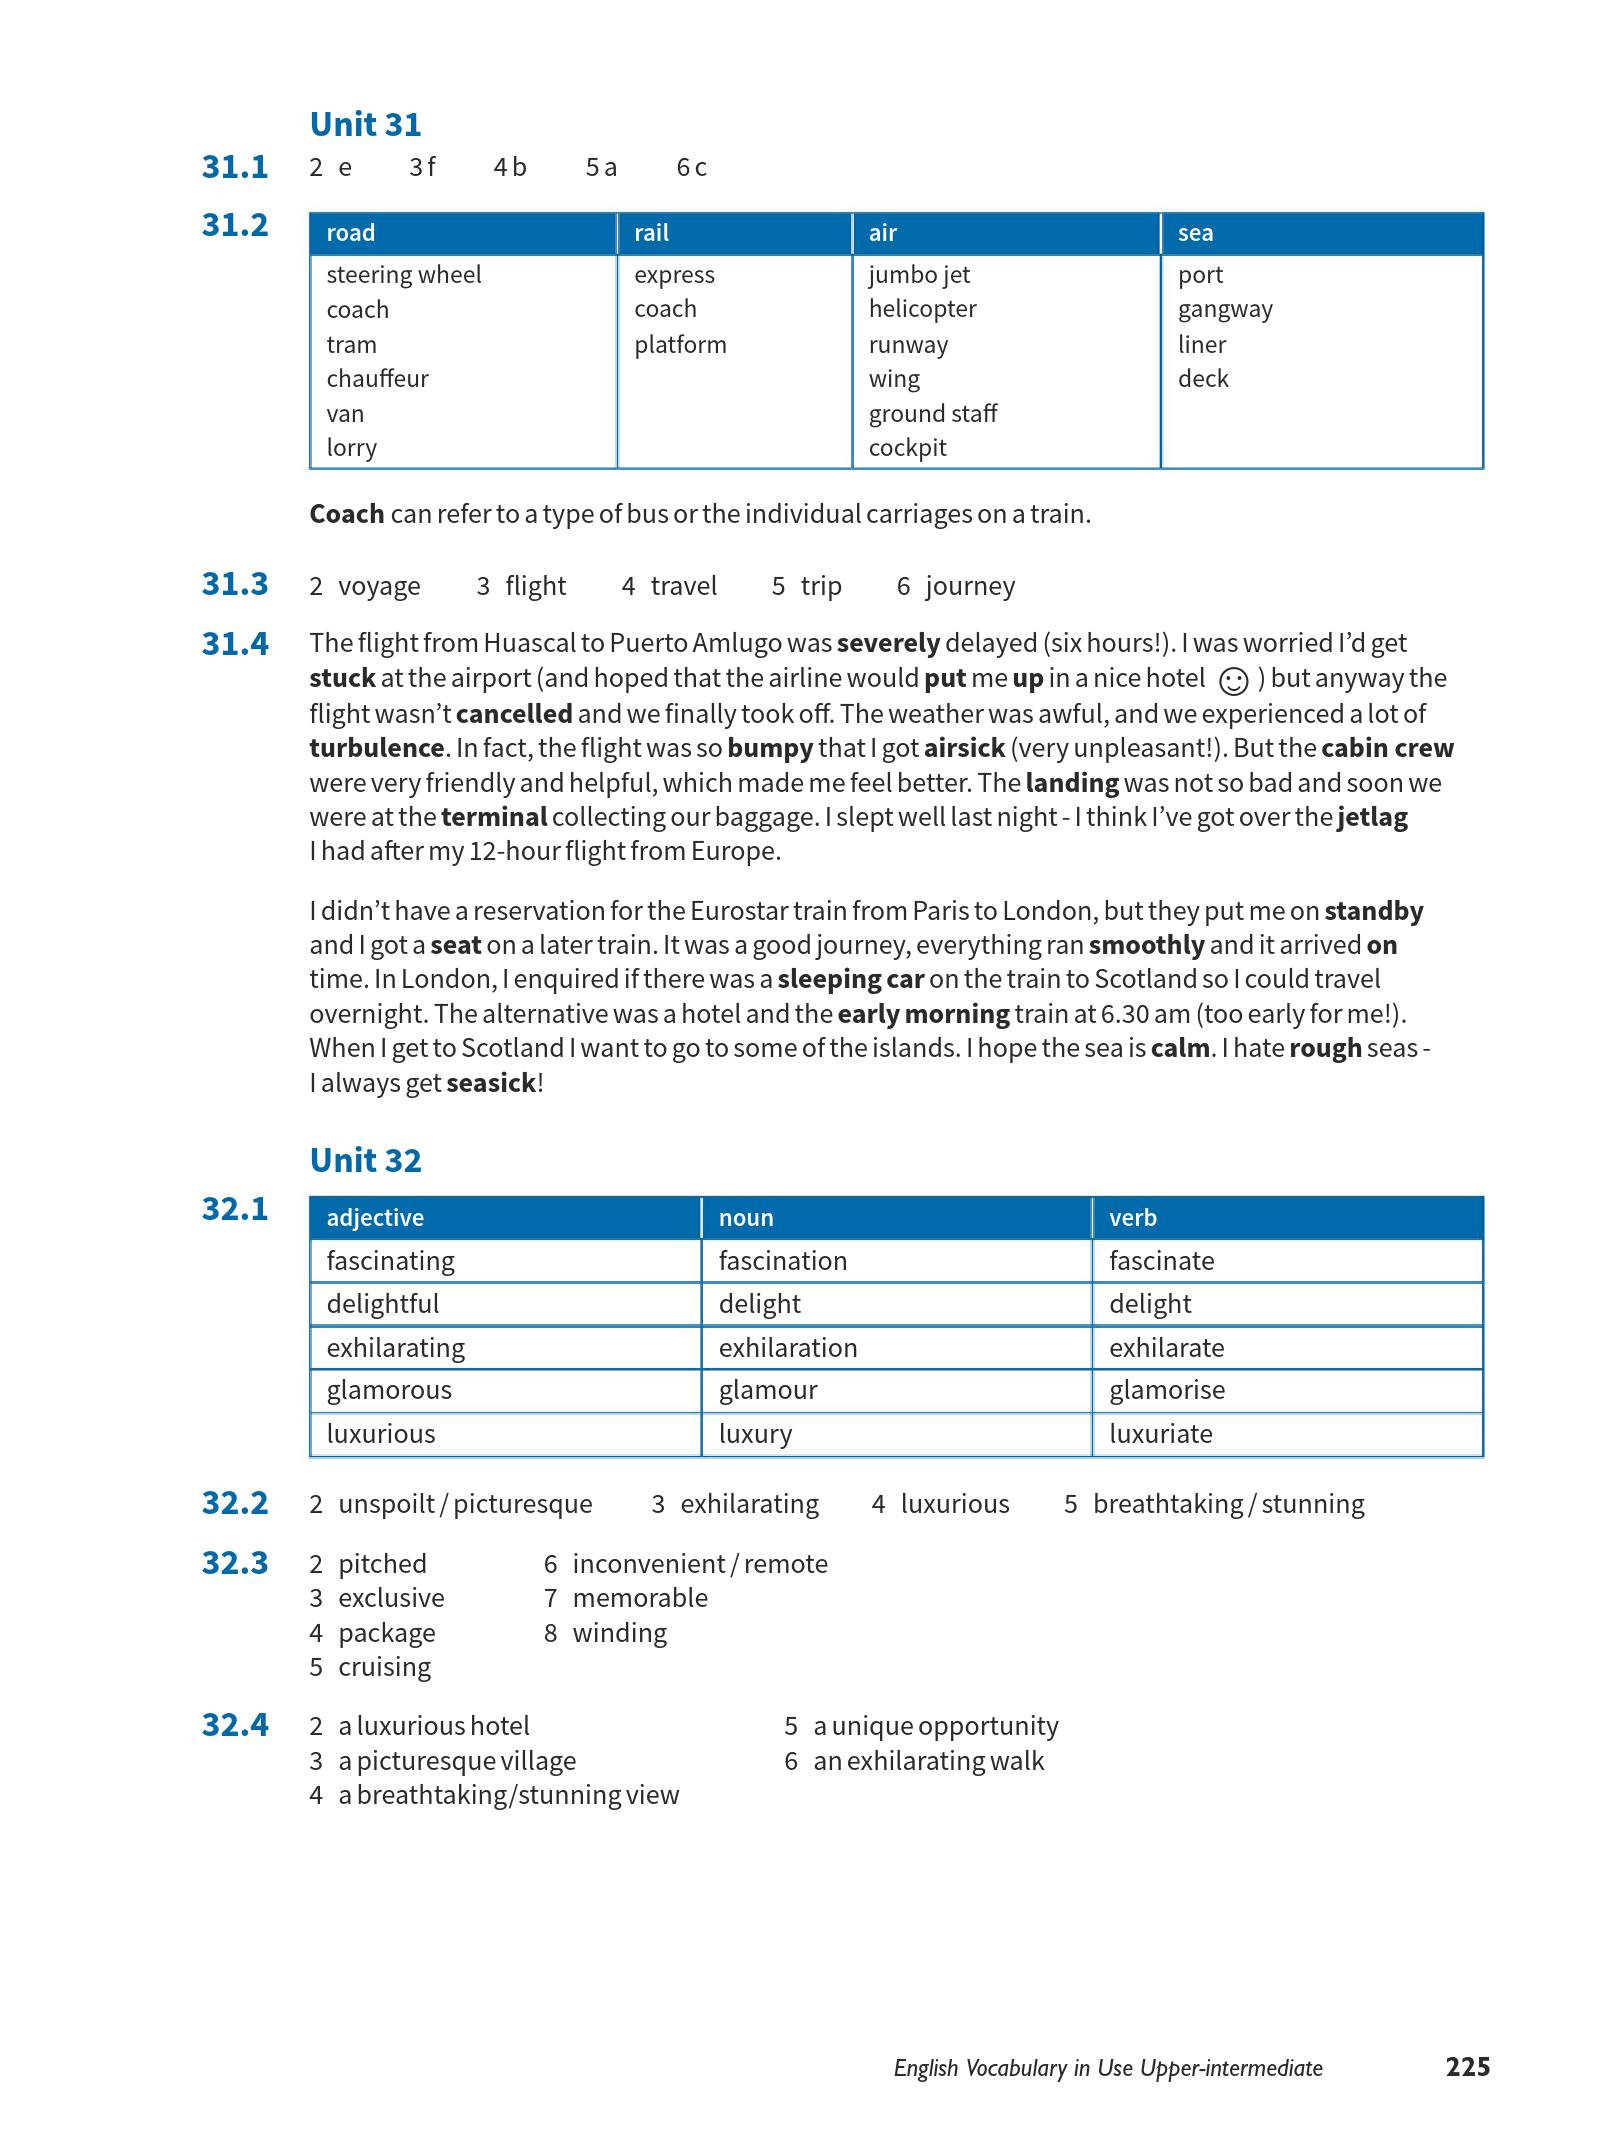 Unit 31
31.1 2 e 3 f 4 b 5 a 6 c
31.2
road rail air sea
steering wheel express jumbo jet port
coach coach helicopter gangway
tram platform runway liner
chauffeur wing deck
van ground staff
lorry cockpit
Coach can refer to a type of bus or the individual carriages on a train.
31.3 2 voyage 3 flight 4 travel 5 trip 6 journey
31.4 The flight from Huascal to Puerto Amlugo was severely delayed (six hours!). I was worried I’d get
stuck at the airport (and hoped that the airline would put me up in a nice hotel ☺ ) but anyway the
flight wasn’t cancelled and we finally took off. The weather was awful, and we experienced a lot of
turbulence. In fact, the flight was so bumpy that I got airsick (very unpleasant!). But the cabin crew
were very friendly and helpful, which made me feel better. The landing was not so bad and soon we
were at the terminal collecting our baggage. I slept well last night - I think I’ve got over the jetlag
I had after my 12-hour flight from Europe.
I didn’t have a reservation for the Eurostar train from Paris to London, but they put me on standby
and I got a seat on a later train. It was a good journey, everything ran smoothly and it arrived on
time. In London, I enquired if there was a sleeping car on the train to Scotland so I could travel
overnight. The alternative was a hotel and the early morning train at 6.30 am (too early for me!).
When I get to Scotland I want to go to some of the islands. I hope the sea is calm. I hate rough seas -
I always get seasick!
Unit 32
32.1
adjective noun verb
fascinating fascination fascinate
delightful delight delight
exhilarating exhilaration exhilarate
glamorous glamour glamorise
luxurious luxury luxuriate
32.2 2 unspoilt / picturesque 3 exhilarating 4 luxurious 5 breathtaking / stunning
32.3 2 pitched 6 inconvenient / remote
3 exclusive 7 memorable
4 package 8 winding
5 cruising
32.4 2 a luxurious hotel 5 a unique opportunity
3 a picturesque village 6 an exhilarating walk
4 a breathtaking/stunning view
English Vocabulary in Use Upper-intermediate 225